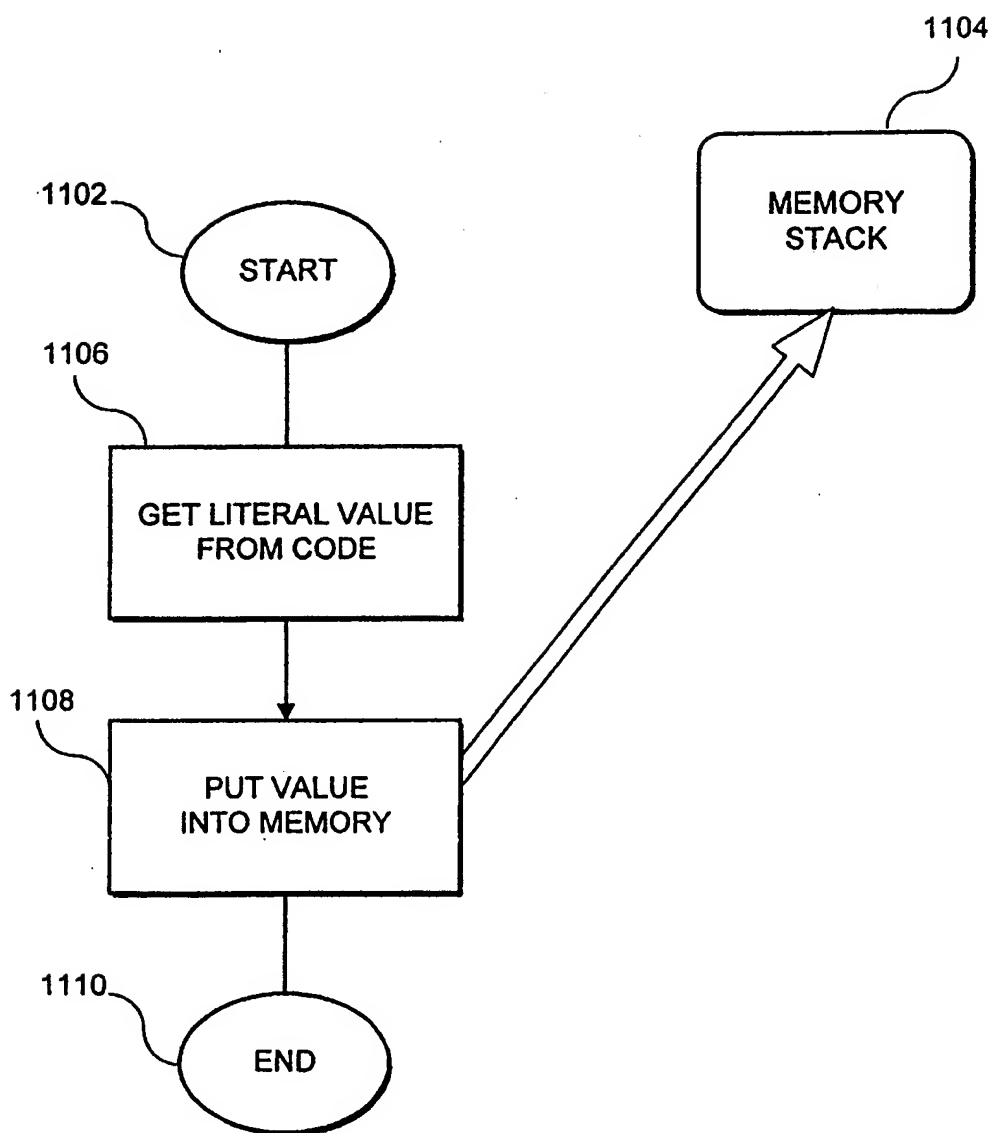 1104
MEMORY
STACK
1102
START
1106
GET LITERAL VALUE
FROM CODE
1108
PUT VALUE
INTO MEMORY
1110
END